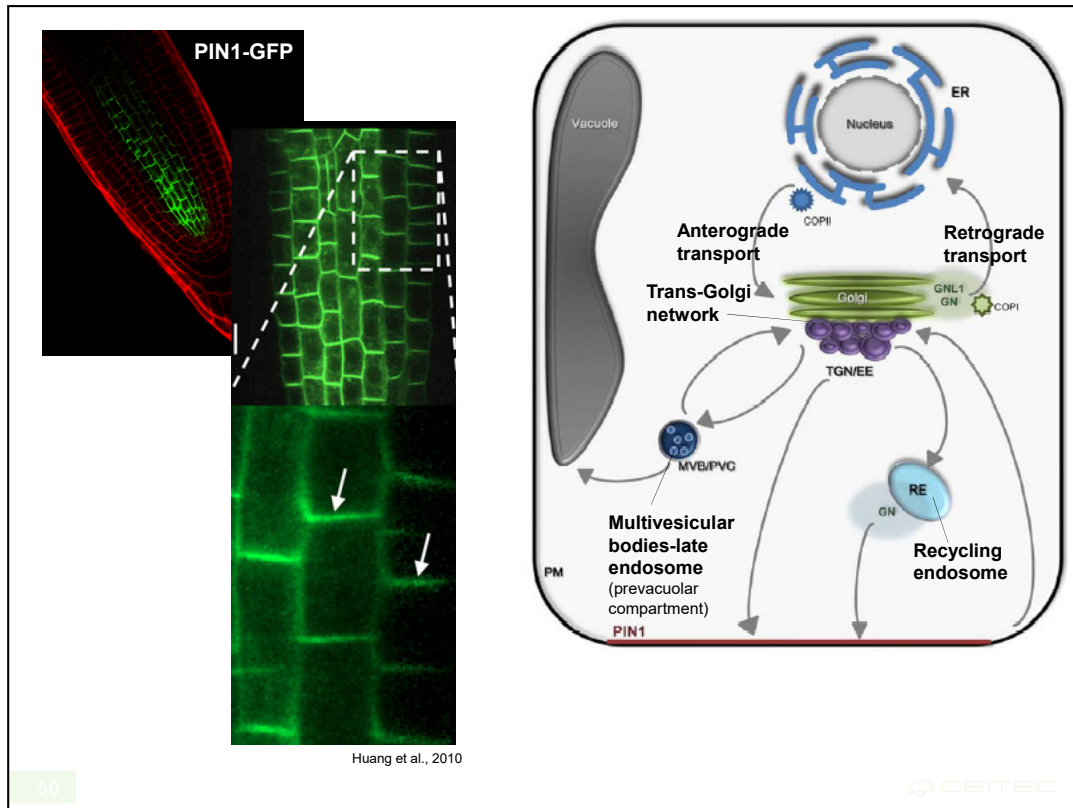 PIN1-GFP
Huang et al., 2010
Vacuole
Nucleus
ER
COPII
Anterograde
transport
Retrograde
transport
Trans-Golgi
network
Golgi
GNL1
GN
COPI
TGN/EE
MVB/PVC
Multivesicular
bodies-late
endosome
(prevacuolar
compartment)
RE
GN
Recycling
endosome
PM
PIN1
50
CEITEC